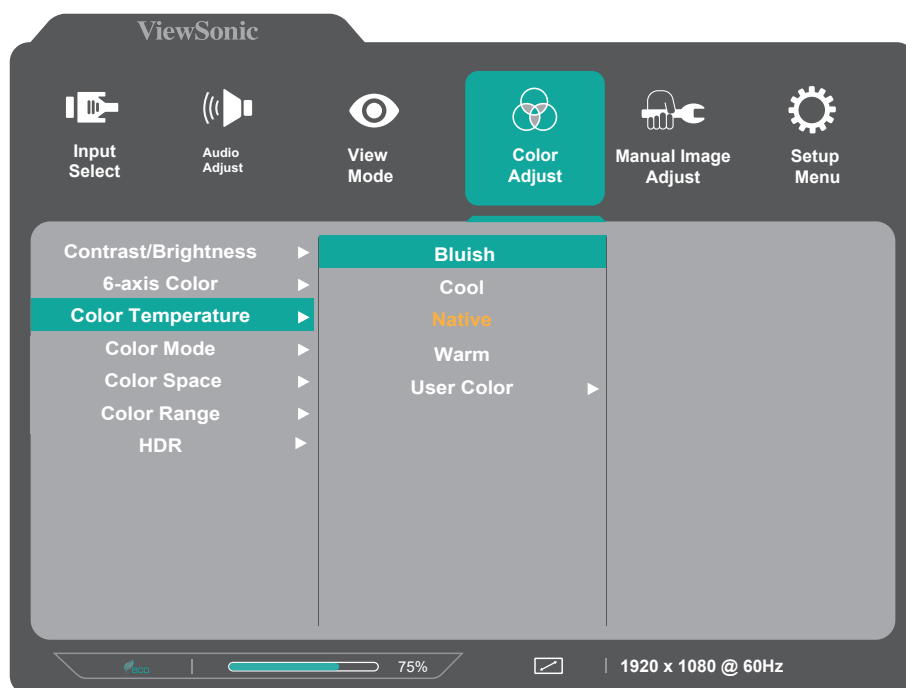 ViewSonic
Input
Select
Audio
Adjust
View
Mode
Color
Adjust
Manual Image
Adjust
Setup
Menu
Contrast/Brightness
6-axis Color
Color Temperature
Color Mode
Color Space
Color Range
HDR
Bluish
Cool
Native
Warm
User Color
eco
75%
1920 x 1080 @ 60Hz